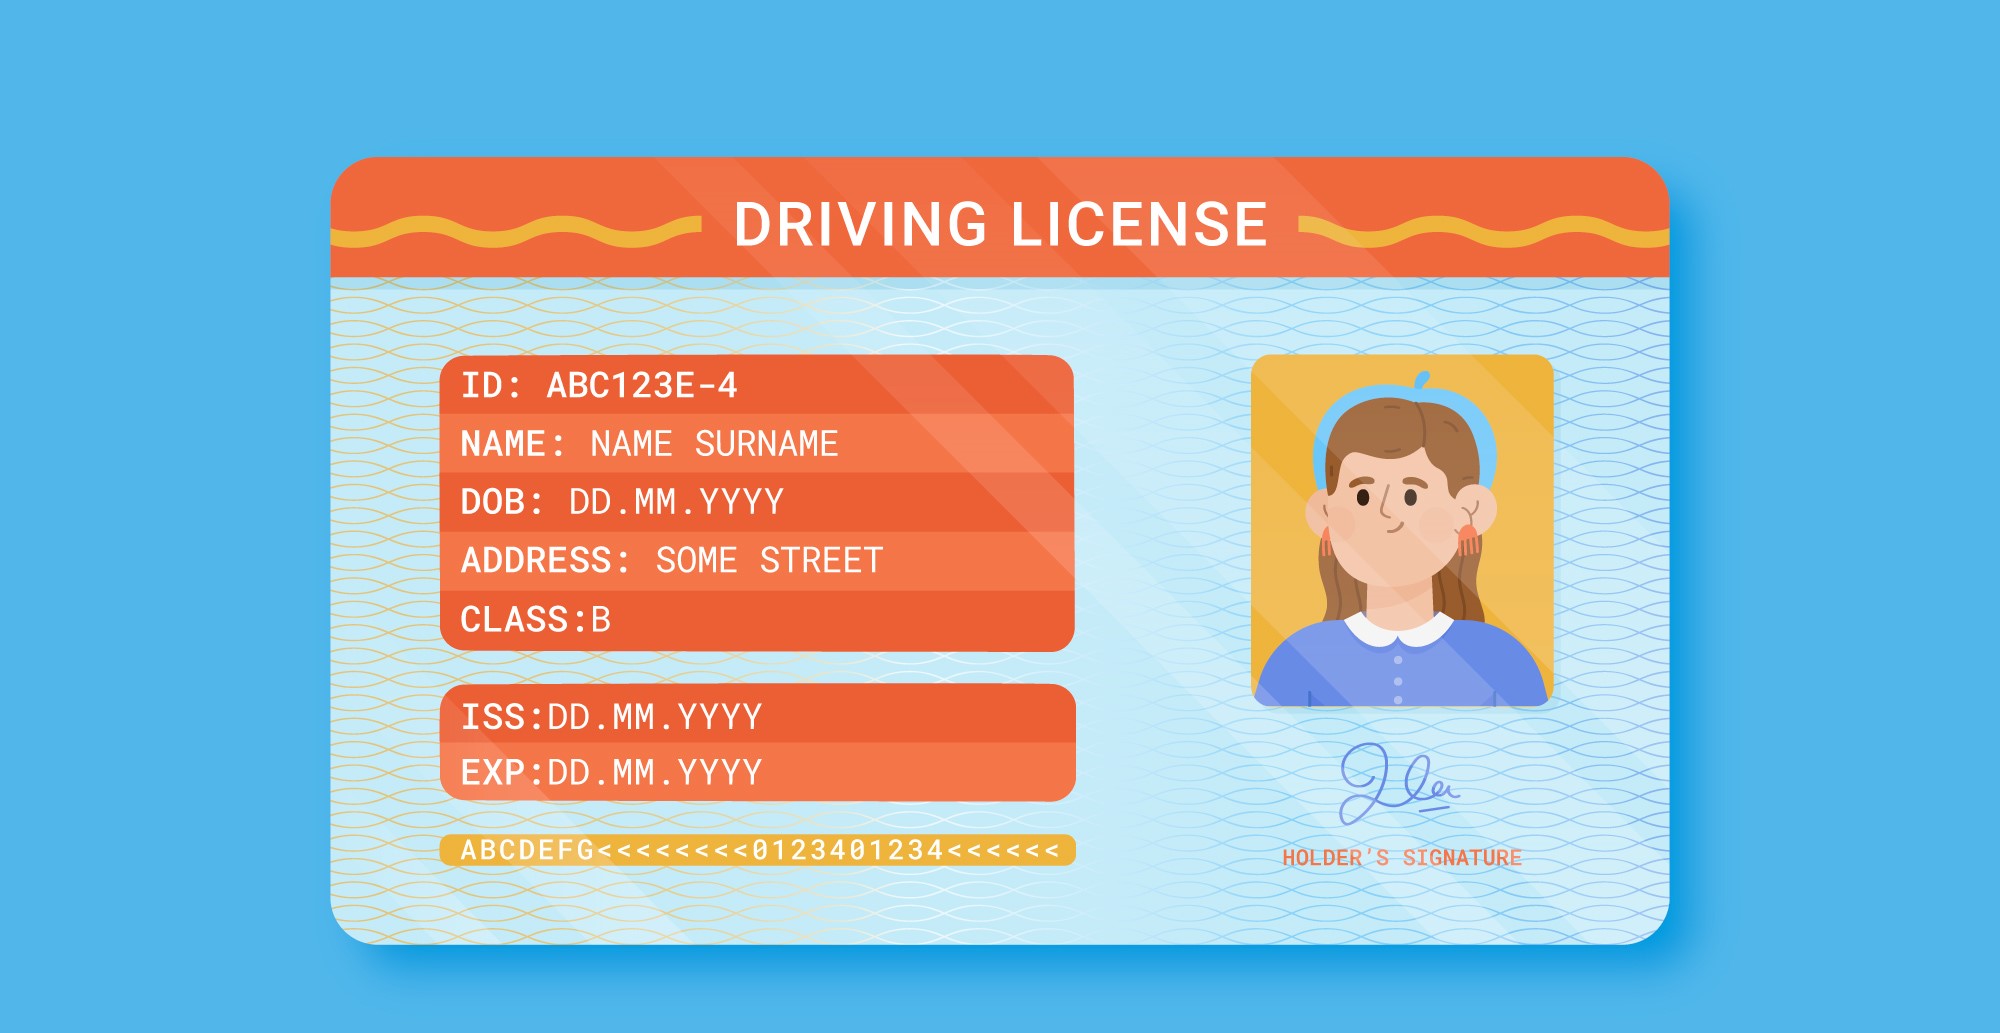 DRIVING LICENSE
ID: ABC123E-4
NAME: NAME SURNAME
DOB: DD.MM.YYYY
ADDRESS: SOME STREET
CLASS:B
ISS:DD.MM.YYYY
EXP:DD.MM.YYYY
ABCDEFG<<<<<<<<0123401234<<<<<<
HOLDER'S SIGNATURE